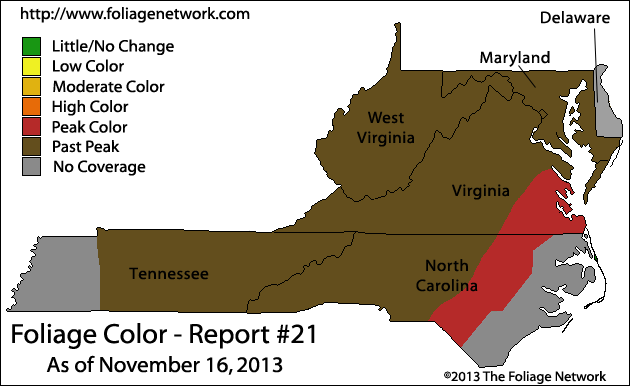 http://www.foliagenetwork.com
Delaware
Little/No Change
Low Color
Moderate Color
High Color
Peak Color
Past Peak
No Coverage
Maryland
West
Virginia
Virginia
Tennessee
North
Carolina
Foliage Color - Report #21
As of November 16, 2013
©2013 The Foliage Network